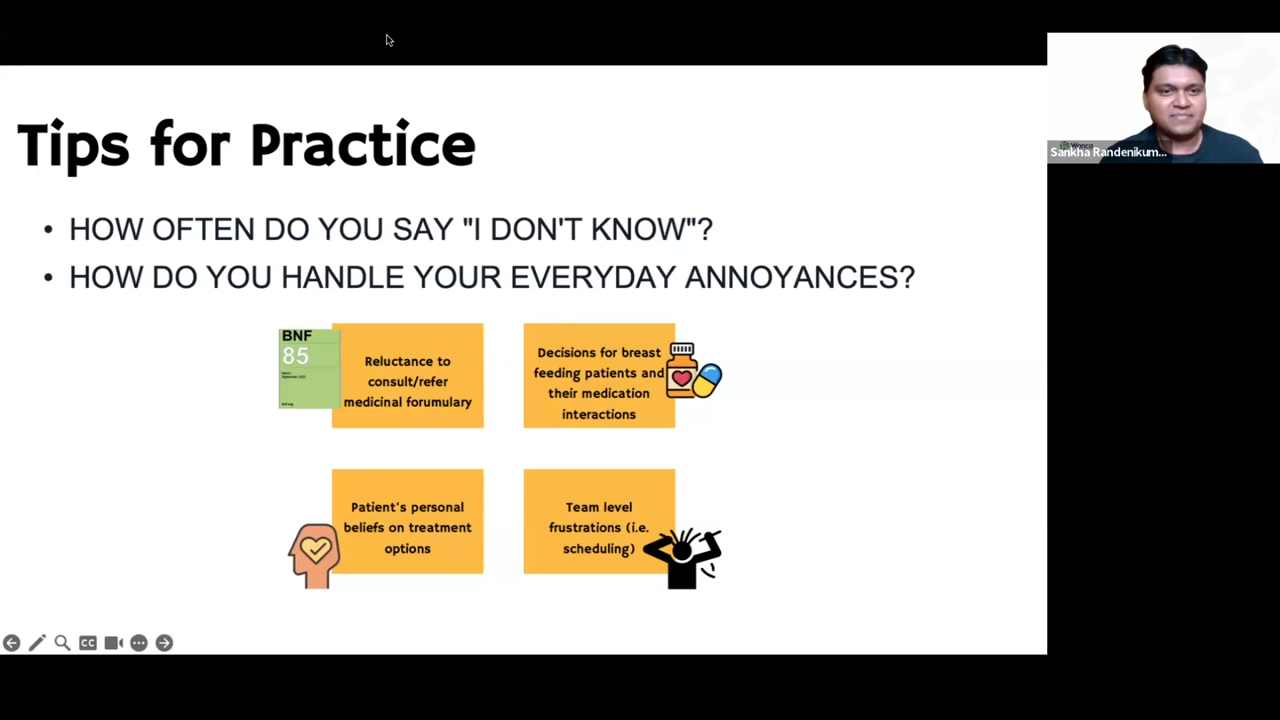 Tips for Practice
• HOW OFTEN DO YOU SAY "I DON'T KNOW"?
• HOW DO YOU HANDLE YOUR EVERYDAY ANNOYANCES?
BNF
85
Reluctance to
consult/refer
medicinal forumulary
Decisions for breast
feeding patients and
their medication
interactions
Patient's personal
beliefs on treatment
options
Team level
frustrations (i.e.
scheduling)
CC
Sankha Randenikum...